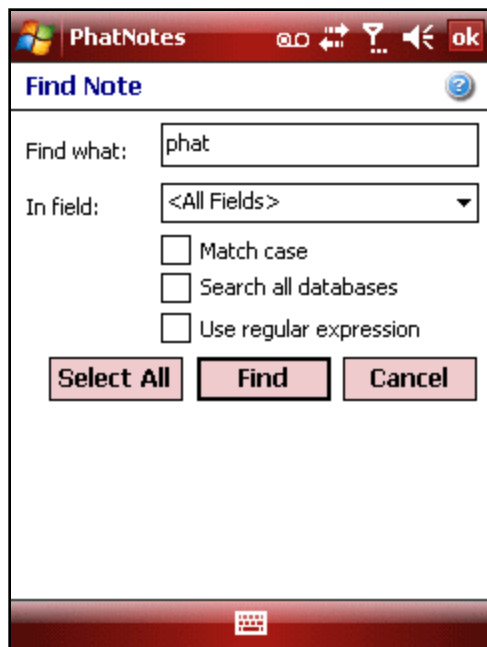 PhatNotes ok
Find Note
Find what: phat
In field: <All Fields>
Match case
Search all databases
Use regular expression
Select All Find Cancel